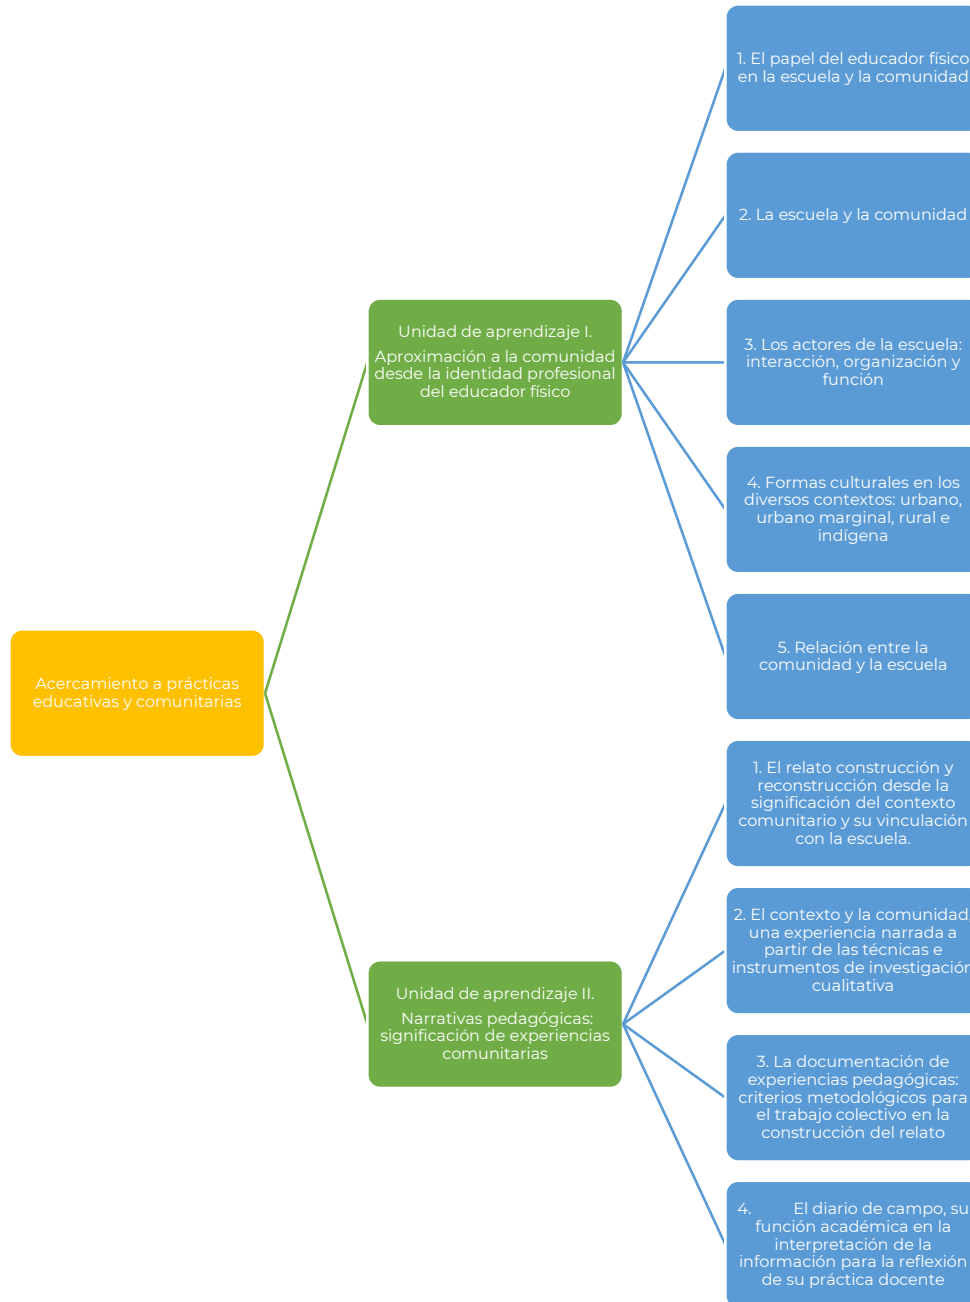 1. El papel del educador físico
en la escuela y la comunidad
2. La escuela y la comunidad
Unidad de aprendizaje I.
Aproximación a la comunidad
desde la identidad profesional
del educador físico
3. Los actores de la escuela:
interacción, organización y
función
4. Formas culturales en los
diversos contextos: urbano,
urbano marginal, rural e
indígena
5. Relación entre la
comunidad y la escuela
Acercamiento a prácticas
educativas y comunitarias
1. El relato construcción y
reconstrucción desde la
significación del contexto
comunitario y su vinculación
con la escuela.
2. El contexto y la comunidad,
una experiencia narrada a
partir de las técnicas e
instrumentos de investigación
cualitativa
Unidad de aprendizaje II.
Narrativas pedagógicas:
significación de experiencias
comunitarias
3. La documentación de
experiencias pedagógicas:
criterios metodológicos para
el trabajo colectivo en la
construcción del relato
4. El diario de campo, su
función académica en la
interpretación de la
información para la reflexión
de su práctica docente